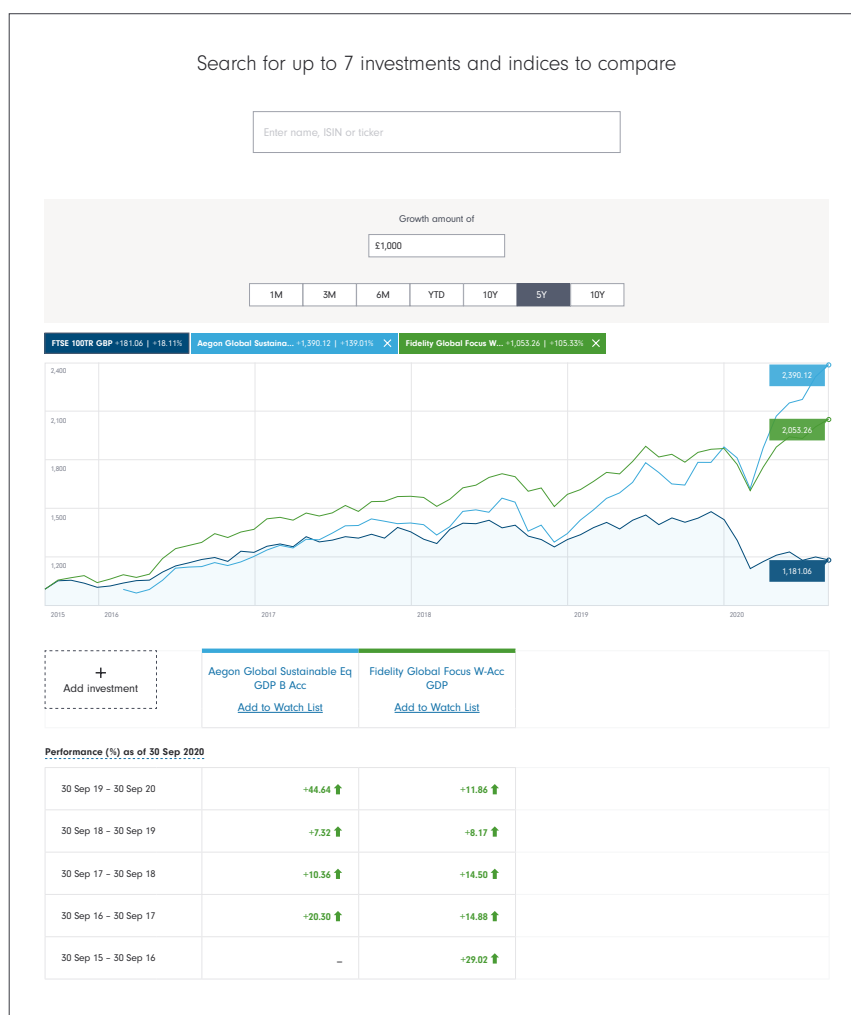 Search for up to 7 investments and indices to compare
Enter name, ISIN or ticker
Growth amount of
£1,000
1M 3M 6M YTD 10Y 5Y 10Y
FTSE 100TR GBP +181.06 | +18.11% Aegon Global Sustaina... +1,390.12 | +139.01% Fidelity Global Focus W... +1,053.26 | +105.33%
2,400
2,390.12
2,100
2,053.26
1,800
1,500
1,200
1,181.06
2015 2016 2017 2018 2019 2020
+
Add investment
Aegon Global Sustainable Eq
GDP B Acc
Add to Watch List
Fidelity Global Focus W-Acc
GDP
Add to Watch List
Performance (%) as of 30 Sep 2020
30 Sep 19 – 30 Sep 20 +44.64 +11.86
30 Sep 18 – 30 Sep 19 +7.32 +8.17
30 Sep 17 – 30 Sep 18 +10.36 +14.50
30 Sep 16 – 30 Sep 17 +20.30 +14.88
30 Sep 15 – 30 Sep 16 – +29.02